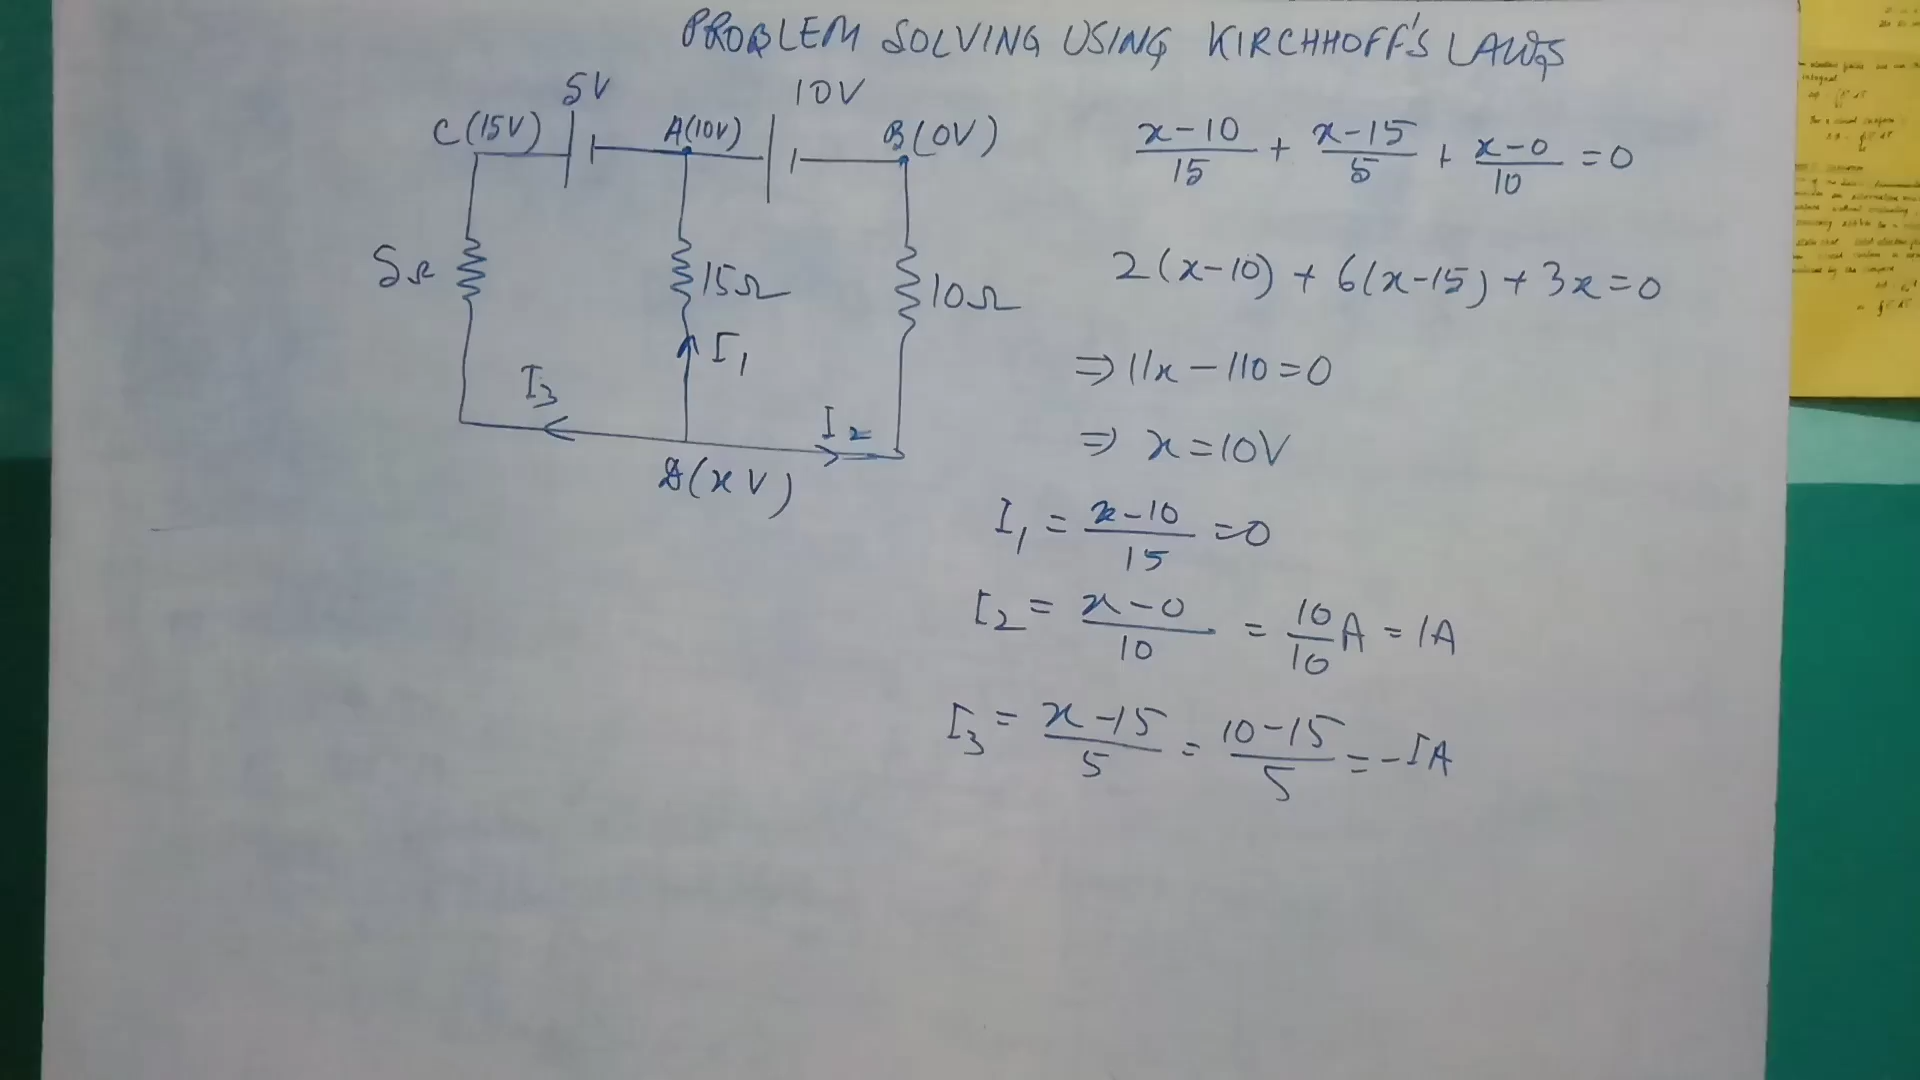 PROBLEM SOLVING USING KIRCHHOFF'S LAWS
5V
10V
C(15V)
A(10V)
B(0V)
5Ω
15Ω
10Ω
I₁
I₃
I₂
D(xV)
(x-10)/15 + (x-15)/5 + (x-0)/10 = 0
2(x-10) + 6(x-15) + 3x = 0
⇒ 11x - 110 = 0
⇒ x = 10V
I₁ = (x-10)/15 = 0
I₂ = (x-0)/10 = 10/10 A = 1A
I₃ = (x-15)/5 = (10-15)/5 = -1A